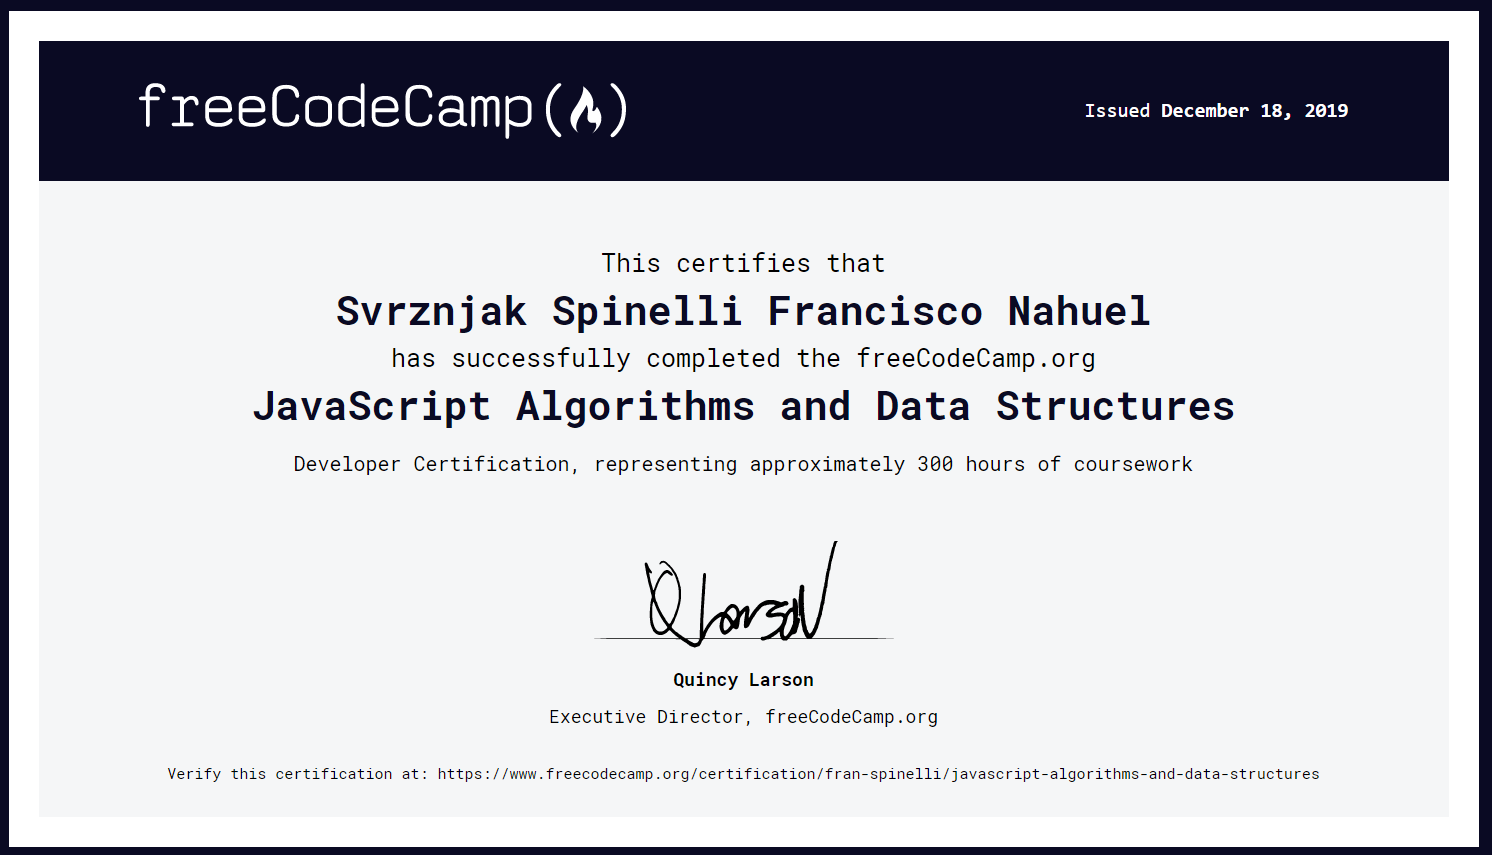 freeCodeCamp()
Issued December 18, 2019
This certifies that
Svrznjak Spinelli Francisco Nahuel
has successfully completed the freeCodeCamp.org
JavaScript Algorithms and Data Structures
Developer Certification, representing approximately 300 hours of coursework
Q Larson
Quincy Larson
Executive Director, freeCodeCamp.org
Verify this certification at: https://www.freecodecamp.org/certification/fran-spinelli/javascript-algorithms-and-data-structures